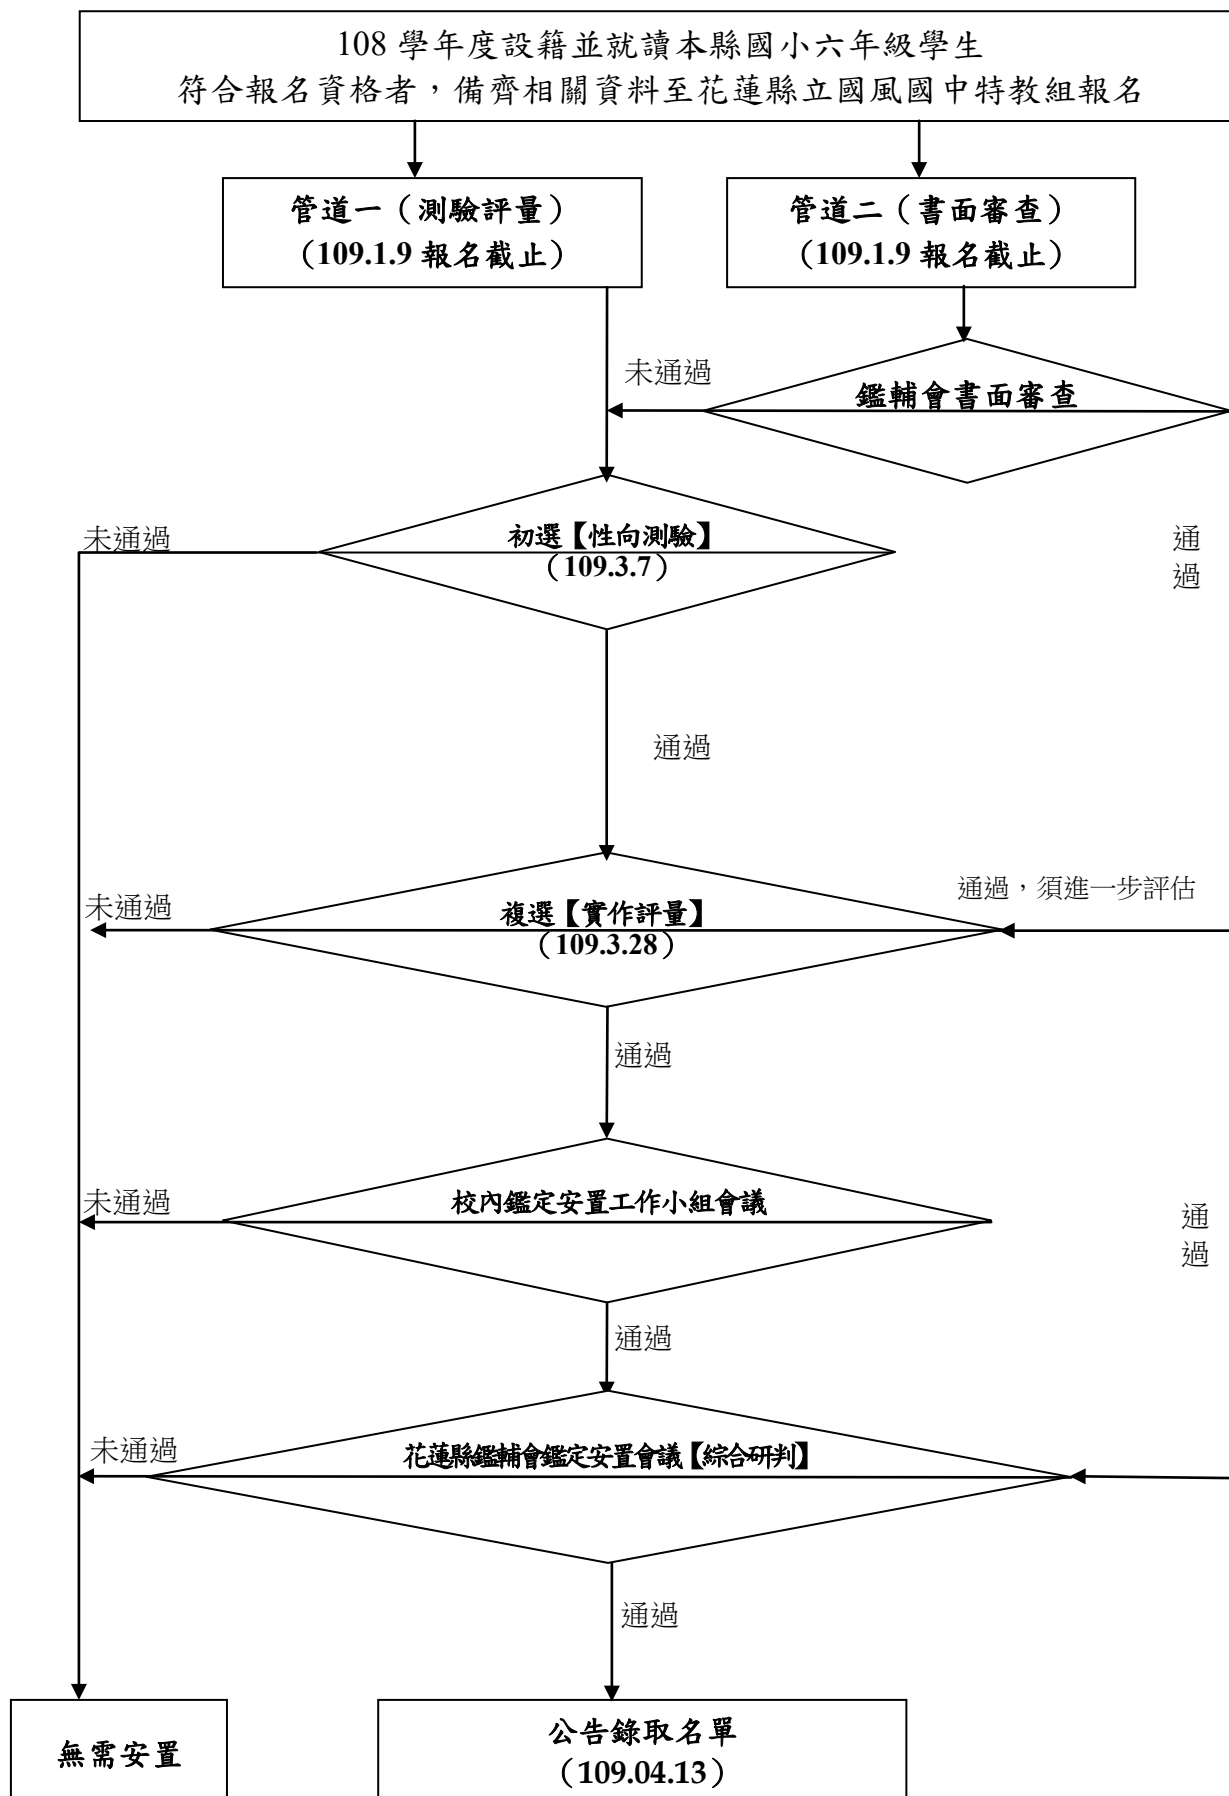 108 學年度設籍並就讀本縣國小六年級學生
符合報名資格者，備齊相關資料至花蓮縣立國風國中特教組報名
管道一（測驗評量）
（109.1.9 報名截止）
管道二（書面審查）
（109.1.9 報名截止）
未通過
鑑輔會書面審查
未通過
初選【性向測驗】
（109.3.7）
通
過
通過
通過，須進一步評估
未通過
複選【實作評量】
（109.3.28）
通過
未通過
校內鑑定安置工作小組會議
通
過
通過
未通過
花蓮縣鑑輔會鑑定安置會議【綜合研判】
通過
無需安置
公告錄取名單
（109.04.13）